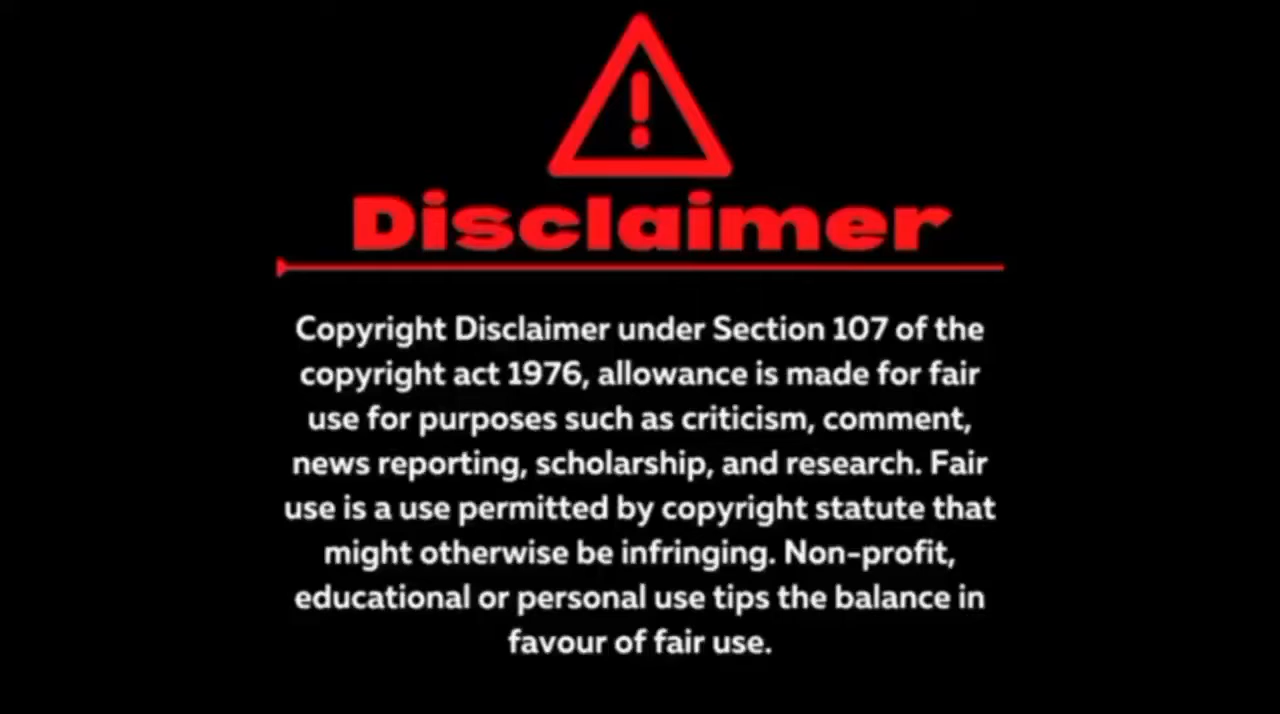 Disclaimer
Copyright Disclaimer under Section 107 of the
copyright act 1976, allowance is made for fair
use for purposes such as criticism, comment,
news reporting, scholarship, and research. Fair
use is a use permitted by copyright statute that
might otherwise be infringing. Non-profit,
educational or personal use tips the balance in
favour of fair use.